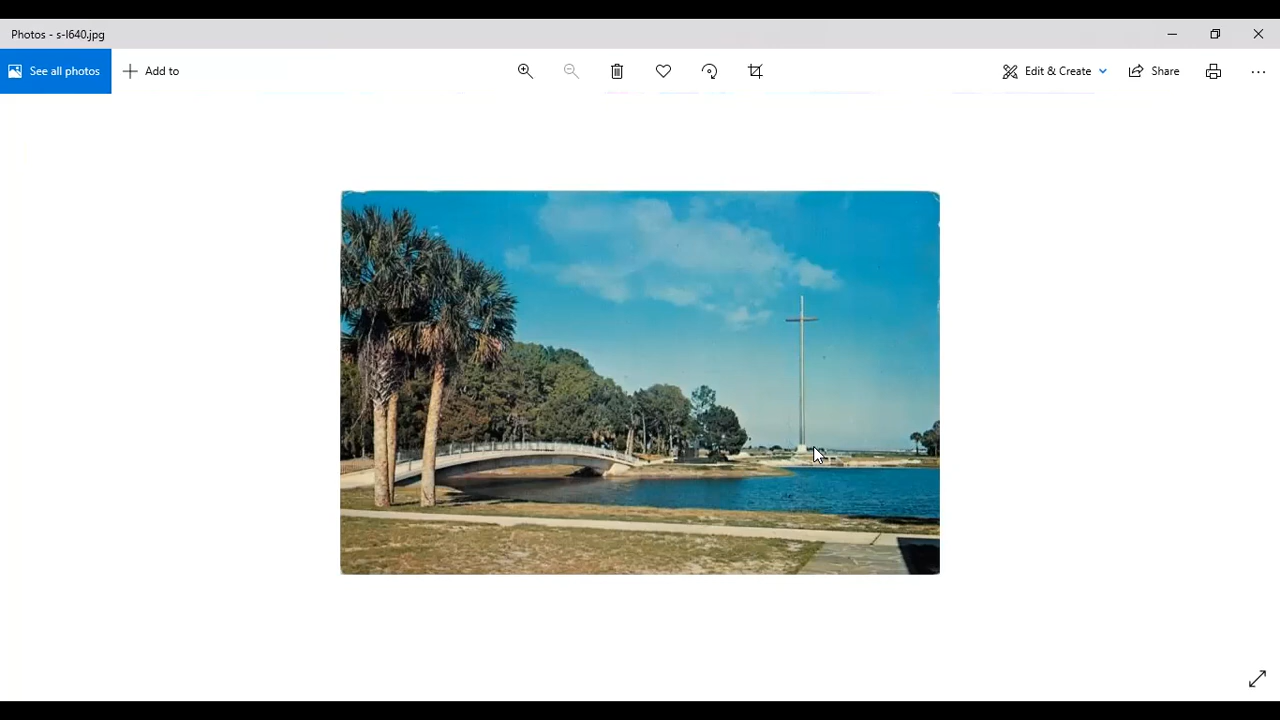 Photos - s-l640.jpg
See all photos
Add to
Edit & Create
Share